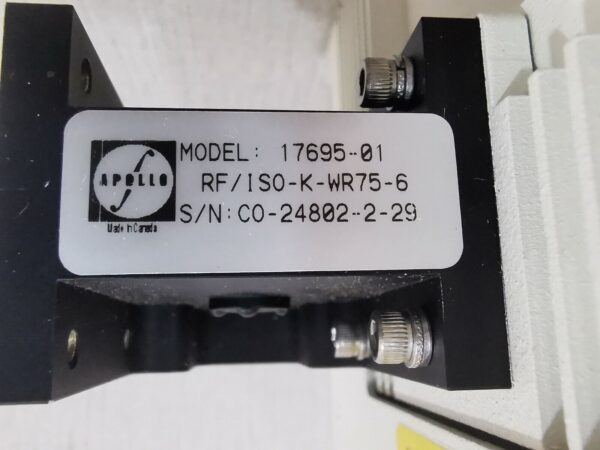 MODEL: 17695-01
APOLLO
RF/ISO-K-WR75-6
S/N: CO-24802-2-29
Made in Canada